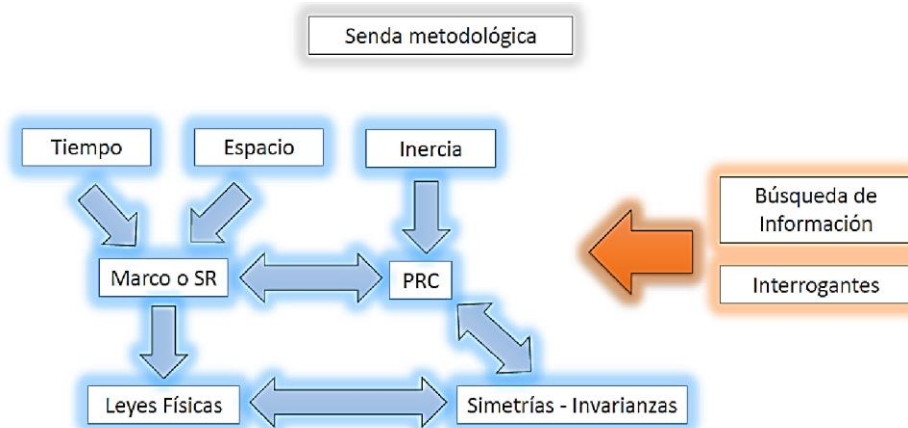 Senda metodológica
Tiempo
Espacio
Inercia
Búsqueda de
Información
Marco o SR
PRC
Interrogantes
Leyes Físicas
Simetrías - Invarianzas